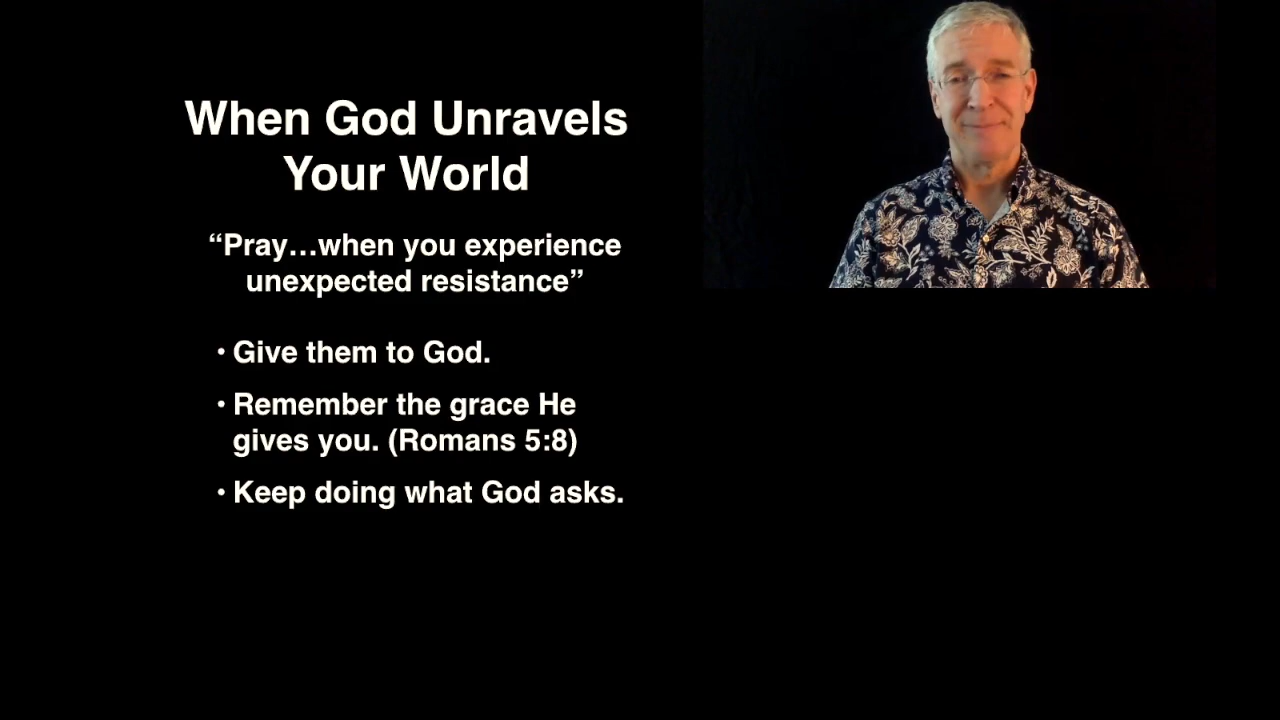 When God Unravels
Your World
“Pray…when you experience
unexpected resistance”
• Give them to God.
• Remember the grace He
gives you. (Romans 5:8)
• Keep doing what God asks.